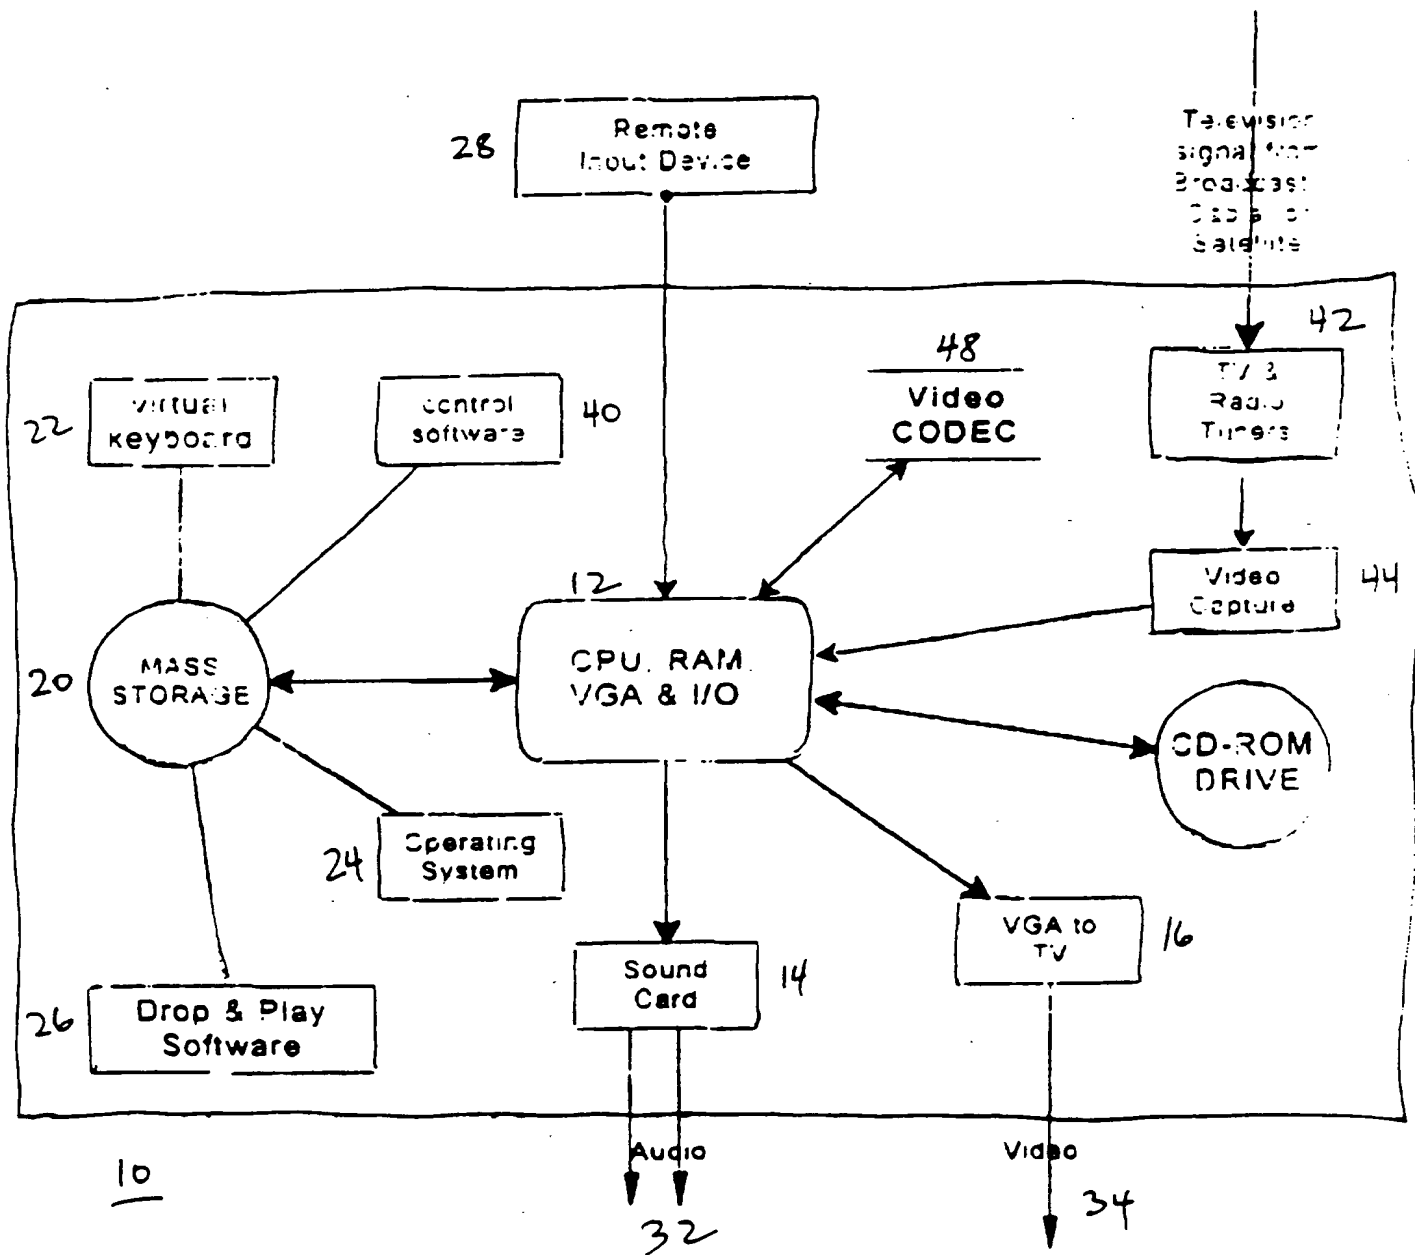 28
Remote
Input Device
Television
signal from
Broadcast
Cable or
Satellite
42
22
Virtual
Keyboard
control
software
40
48
Video
CODEC
TV &
Radio
Tuners
12
Video
Capture
44
20
MASS
STORAGE
CPU. RAM.
VGA & I/O
CD-ROM
DRIVE
24
Operating
System
VGA to
TV
16
26
Drop & Play
Software
Sound
Card
14
10
Audio
Video
32
34